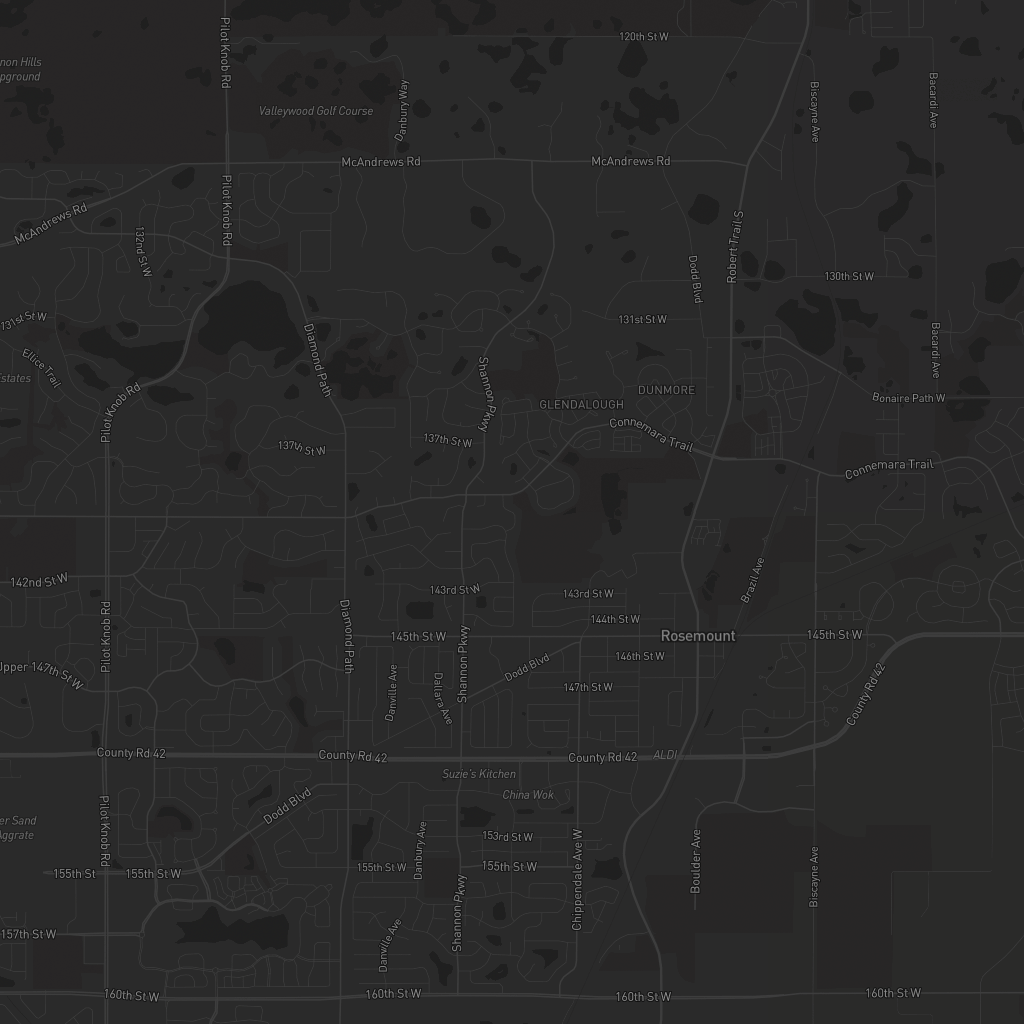 120th St W
Pilot Knob Rd
non Hills
pground
Valleywood Golf Course
Danbury Way
Biscayne Ave
Bacardi Ave
McAndrews Rd
McAndrews Rd
Pilot Knob Rd
McAndrews Rd
132nd St W
Robert Trail S
Dodd Blvd
130th St W
131st St W
131st St W
Ellice Trail
Estates
Diamond Path
Shannon Pkwy
Bacardi Ave
Pilot Knob Rd
DUNMORE
GLENDALOUGH
Bonaire Path W
Connemara Trail
137th St W
137th St W
Connemara Trail
142nd St W
143rd St W
143rd St W
Brazil Ave
144th St W
145th St W
Rosemount
145th St W
Pilot Knob Rd
Diamond Path
Shannon Pkwy
146th St W
Dodd Blvd
Upper 147th St W
147th St W
Danville Ave
Dallara Ave
County Rd 42
County Rd 42
County Rd 42
County Rd 42
ALDI
Suzie's Kitchen
China Wok
Dodd Blvd
er Sand
Aggrate
Pilot Knob Rd
153rd St W
Danbury Ave
155th St
155th St W
155th St W
155th St W
Chippendale Ave W
Boulder Ave
Biscayne Ave
Shannon Pkwy
157th St W
Danville Ave
160th St W
160th St W
160th St W
160th St W